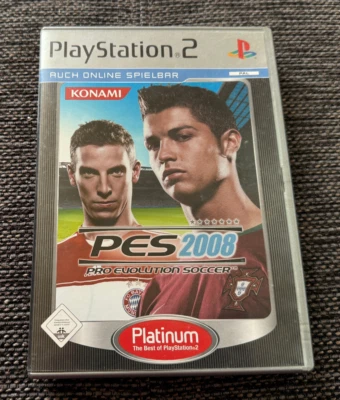 PlayStation 2
AUCH ONLINE SPIELBAR
KONAMI
PES 2008
PRO EVOLUTION SOCCER
Platinum
The Best of PlayStation 2